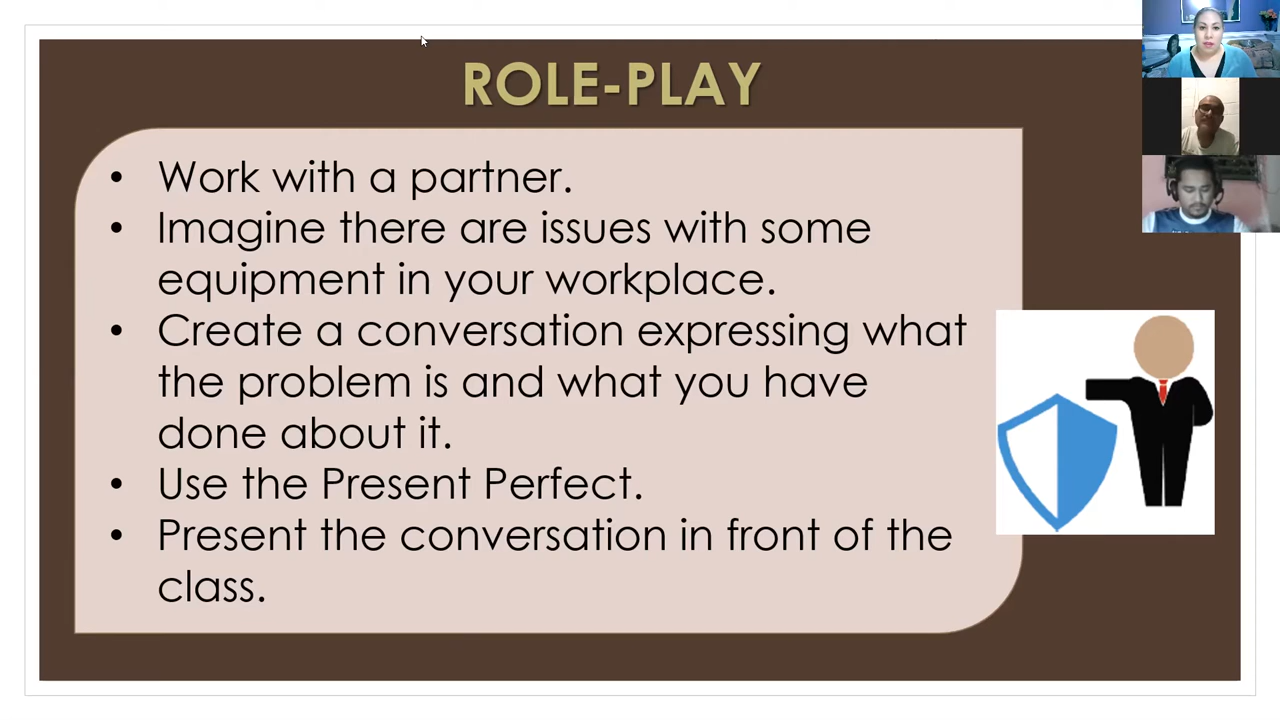 ROLE-PLAY
• Work with a partner.
• Imagine there are issues with some
equipment in your workplace.
• Create a conversation expressing what
the problem is and what you have
done about it.
• Use the Present Perfect.
• Present the conversation in front of the
class.